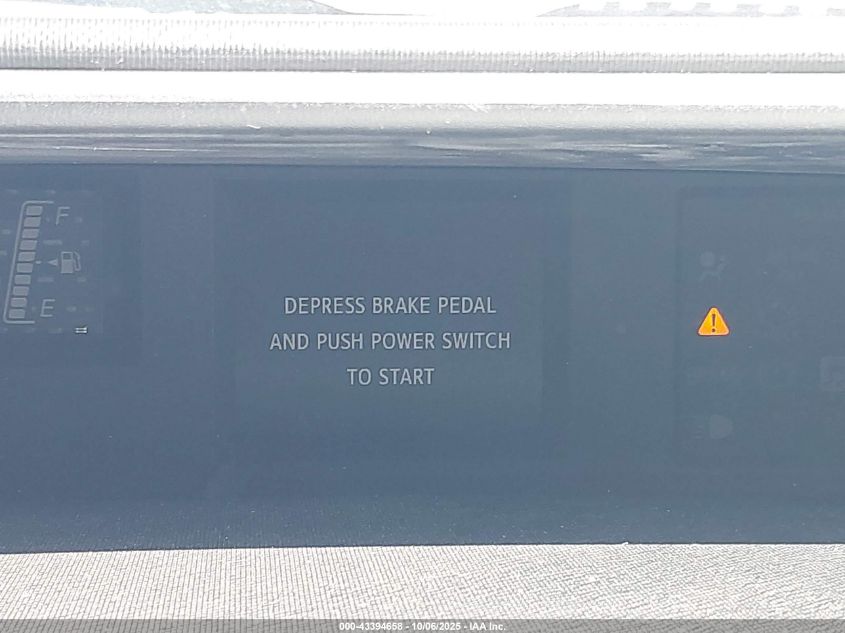 F
E
DEPRESS BRAKE PEDAL
AND PUSH POWER SWITCH
TO START
000-43394658 - 10/06/2025 - IAA Inc.